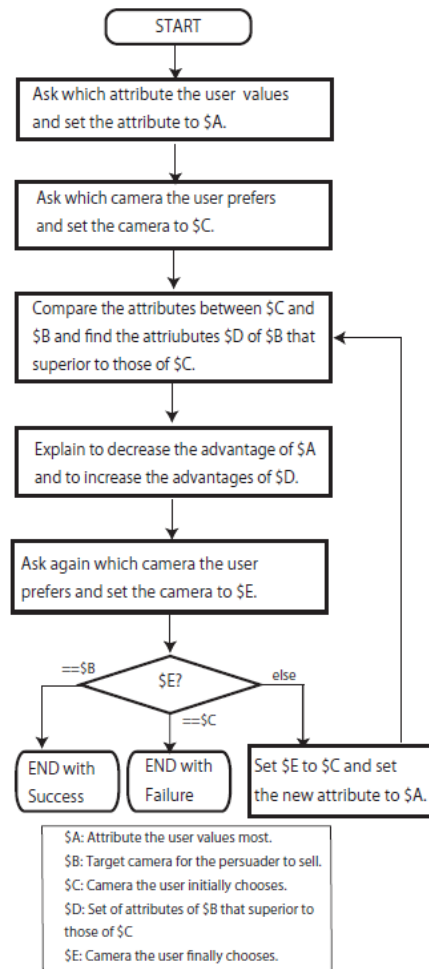 START
Ask which attribute the user values
and set the attribute to $A.
Ask which camera the user prefers
and set the camera to $C.
Compare the attributes between $C and
$B and find the attriubutes $D of $B that
superior to those of $C.
Explain to decrease the advantage of $A
and to increase the advantages of $D.
Ask again which camera the user
prefers and set the camera to $E.
==$B
$E?
else
==$C
END with
Success
END with
Failure
Set $E to $C and set
the new attribute to $A.
$A: Attribute the user values most.
$B: Target camera for the persuader to sell.
$C: Camera the user initially chooses.
$D: Set of attributes of $B that superior to
those of $C
$E: Camera the user finally chooses.